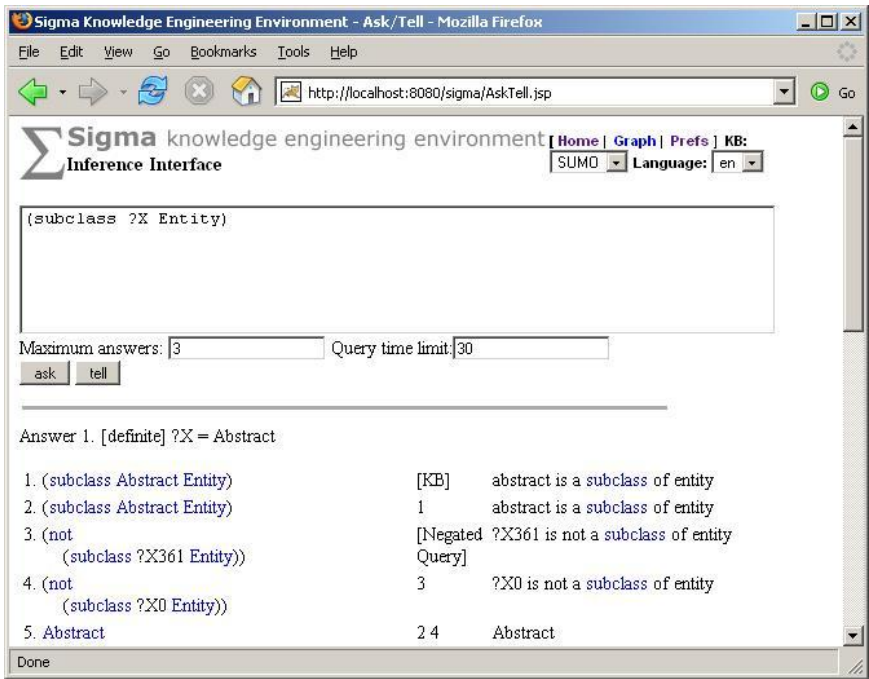 Sigma Knowledge Engineering Environment - Ask/Tell - Mozilla Firefox
File Edit View Go Bookmarks Tools Help
http://localhost:8080/sigma/AskTell.jsp Go
Sigma knowledge engineering environment [ Home | Graph | Prefs ] KB:
Inference Interface SUMO Language: en
(subclass ?X Entity)
Maximum answers: 3 Query time limit: 30
ask tell
Answer 1. [definite] ?X = Abstract
1. (subclass Abstract Entity) [KB] abstract is a subclass of entity
2. (subclass Abstract Entity) 1 abstract is a subclass of entity
3. (not [Negated ?X361 is not a subclass of entity
(subclass ?X361 Entity)) Query]
4. (not 3 ?X0 is not a subclass of entity
(subclass ?X0 Entity))
5. Abstract 2 4 Abstract
Done